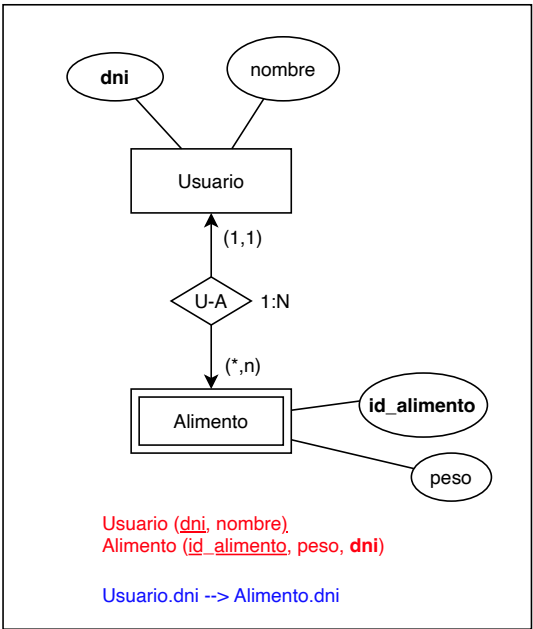 dni
nombre
Usuario
(1,1)
U-A
1:N
(*,n)
Alimento
id_alimento
peso
Usuario (dni, nombre)
Alimento (id_alimento, peso, dni)
Usuario.dni --> Alimento.dni